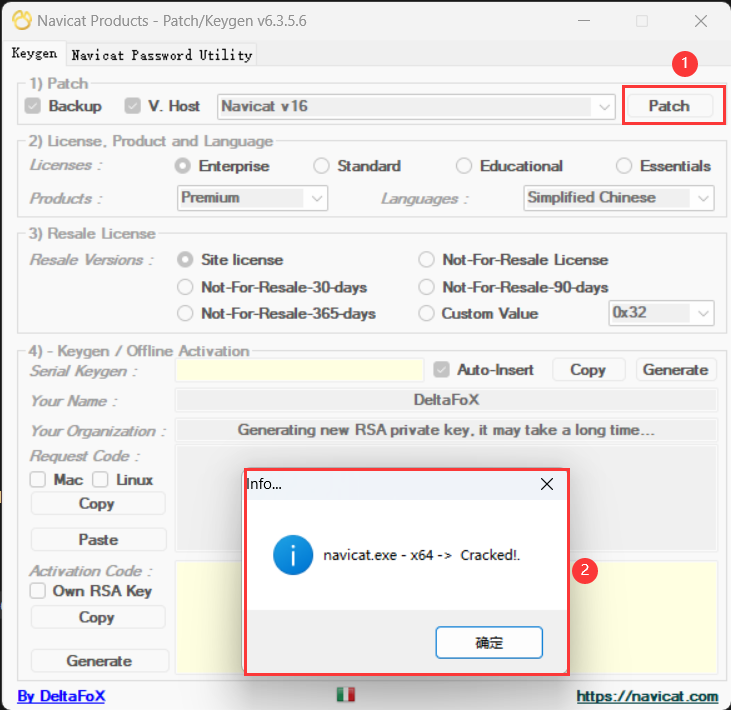 Navicat Products - Patch/Keygen v6.3.5.6
Keygen Navicat Password Utility
1
1) Patch
Backup V. Host Navicat v16 Patch
2) License, Product and Language
Licenses : Enterprise Standard Educational Essentials
Products : Premium Languages : Simplified Chinese
3) Resale License
Resale Versions : Site license Not-For-Resale License
Not-For-Resale-30-days Not-For-Resale-90-days
Not-For-Resale-365-days Custom Value 0x32
4) - Keygen / Offline Activation
Serial Keygen : Auto-Insert Copy Generate
Your Name : DeltaFoX
Your Organization : Generating new RSA private key, it may take a long time...
Request Code :
Mac Linux
Info...
Copy
Paste
navicat.exe - x64 -> Cracked!.
2
Activation Code :
Own RSA Key
Copy
确定
Generate
By DeltaFoX https://navicat.com